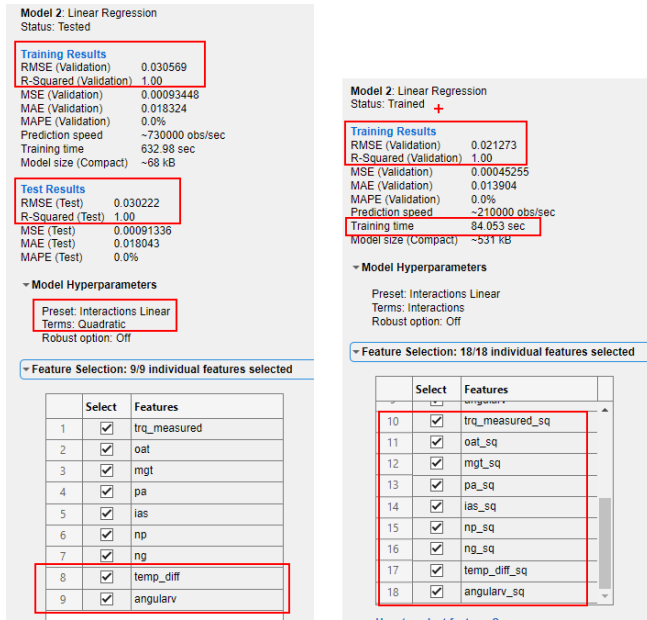 Model 2: Linear Regression
Status: Tested
Training Results
RMSE (Validation) 0.030569
R-Squared (Validation) 1.00
MSE (Validation) 0.00093448
MAE (Validation) 0.018324
MAPE (Validation) 0.0%
Prediction speed ~730000 obs/sec
Training time 632.98 sec
Model size (Compact) ~68 kB
Test Results
RMSE (Test) 0.030222
R-Squared (Test) 1.00
MSE (Test) 0.00091336
MAE (Test) 0.018043
MAPE (Test) 0.0%
Model Hyperparameters
Preset: Interactions Linear
Terms: Quadratic
Robust option: Off
Feature Selection: 9/9 individual features selected
Select Features
1 trq_measured
2 oat
3 mgt
4 pa
5 ias
6 np
7 ng
8 temp_diff
9 angularv
Model 2: Linear Regression
Status: Trained
Training Results
RMSE (Validation) 0.021273
R-Squared (Validation) 1.00
MSE (Validation) 0.00045255
MAE (Validation) 0.013904
MAPE (Validation) 0.0%
Prediction speed ~210000 obs/sec
Training time 84.053 sec
Model size (Compact) ~531 kB
Model Hyperparameters
Preset: Interactions Linear
Terms: Interactions
Robust option: Off
Feature Selection: 18/18 individual features selected
Select Features
10 trq_measured_sq
11 oat_sq
12 mgt_sq
13 pa_sq
14 ias_sq
15 np_sq
16 ng_sq
17 temp_diff_sq
18 angularv_sq